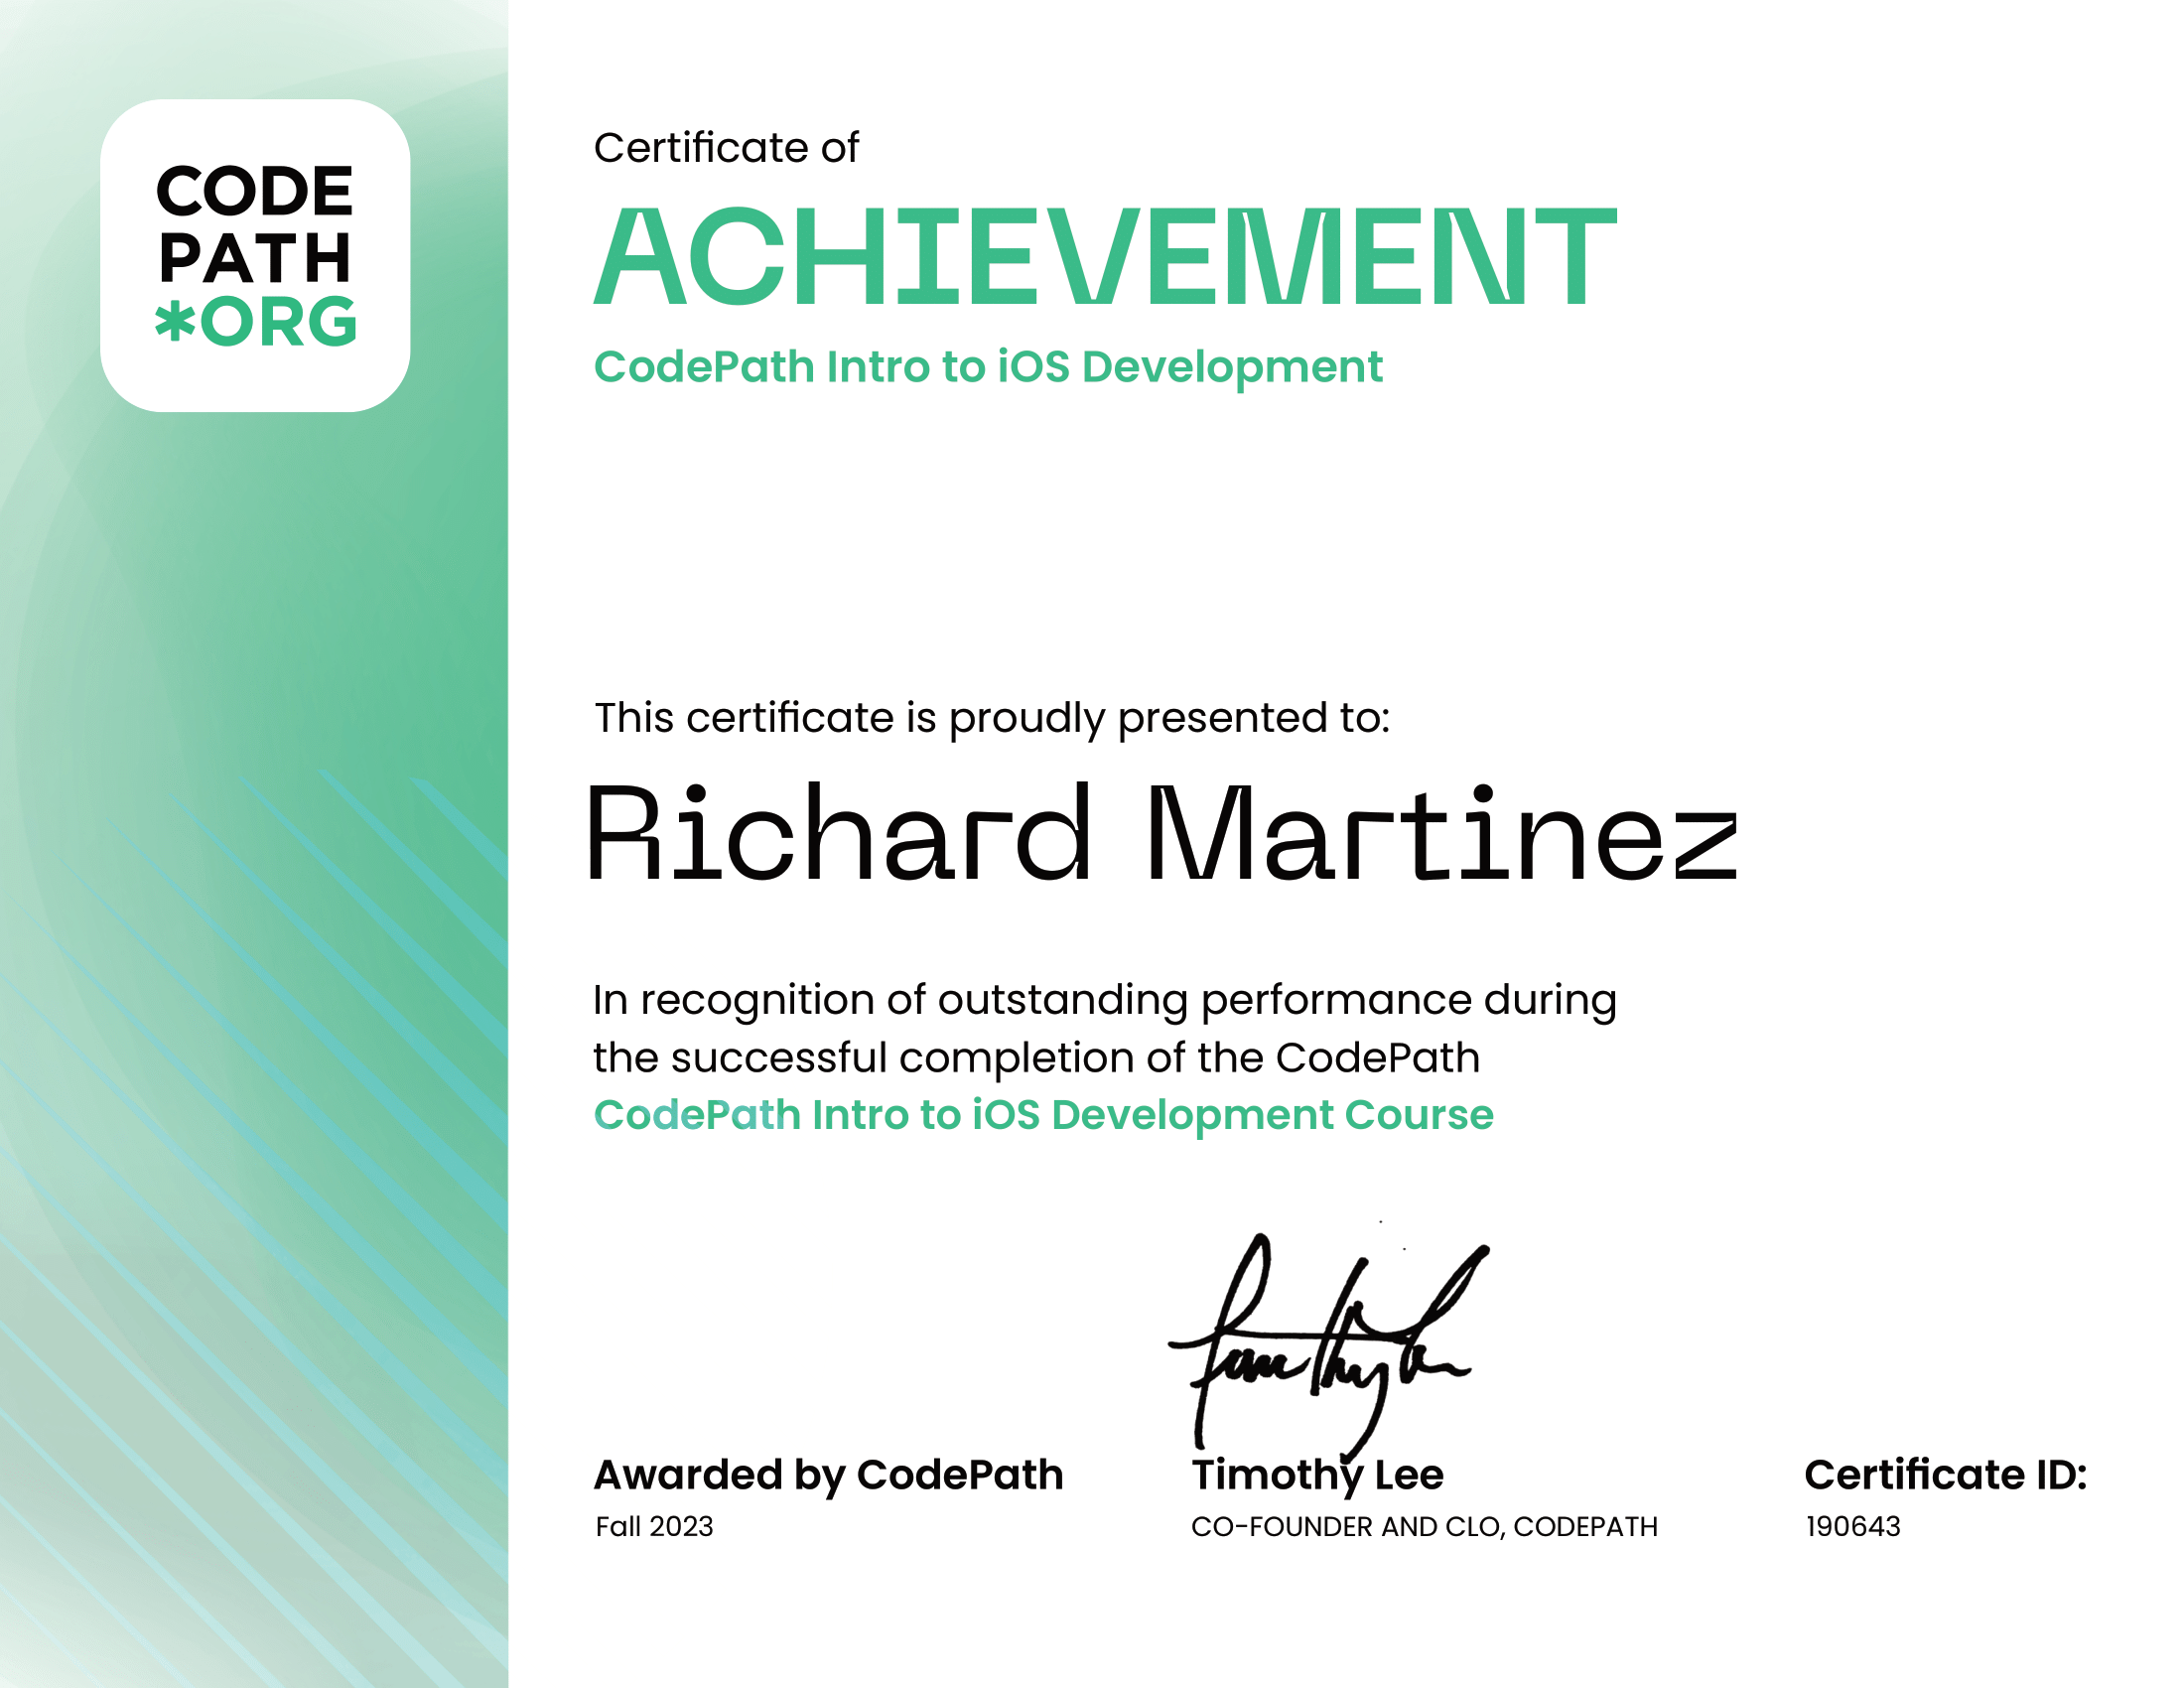 CODE
PATH
*ORG
Certificate of
ACHIEVEMENT
CodePath Intro to iOS Development
This certificate is proudly presented to:
Richard Martinez
In recognition of outstanding performance during
the successful completion of the CodePath
CodePath Intro to iOS Development Course
Awarded by CodePath
Fall 2023
Timothy Lee
CO-FOUNDER AND CLO, CODEPATH
Certificate ID:
190643